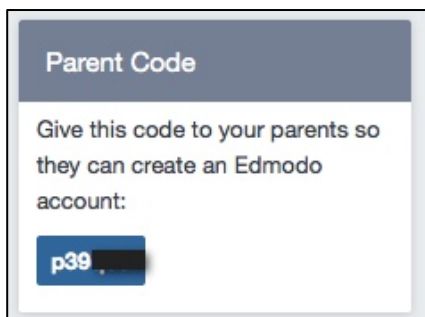 Parent Code
Give this code to your parents so
they can create an Edmodo
account:
p39